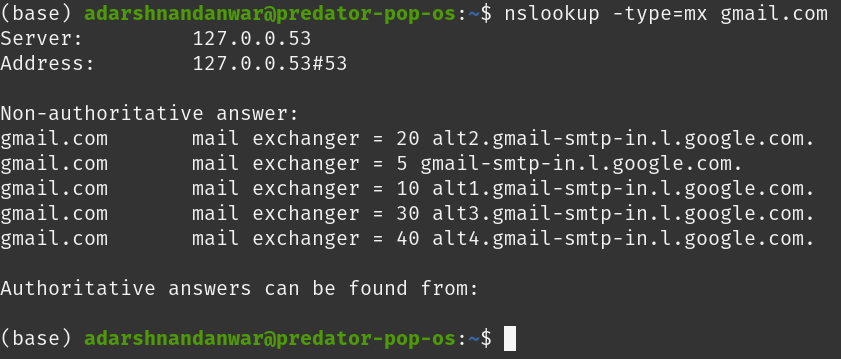 (base) adarshnandanwar@predator-pop-os:~$ nslookup -type=mx gmail.com
Server: 127.0.0.53
Address: 127.0.0.53#53
Non-authoritative answer:
gmail.com mail exchanger = 20 alt2.gmail-smtp-in.l.google.com.
gmail.com mail exchanger = 5 gmail-smtp-in.l.google.com.
gmail.com mail exchanger = 10 alt1.gmail-smtp-in.l.google.com.
gmail.com mail exchanger = 30 alt3.gmail-smtp-in.l.google.com.
gmail.com mail exchanger = 40 alt4.gmail-smtp-in.l.google.com.
Authoritative answers can be found from:
(base) adarshnandanwar@predator-pop-os:~$